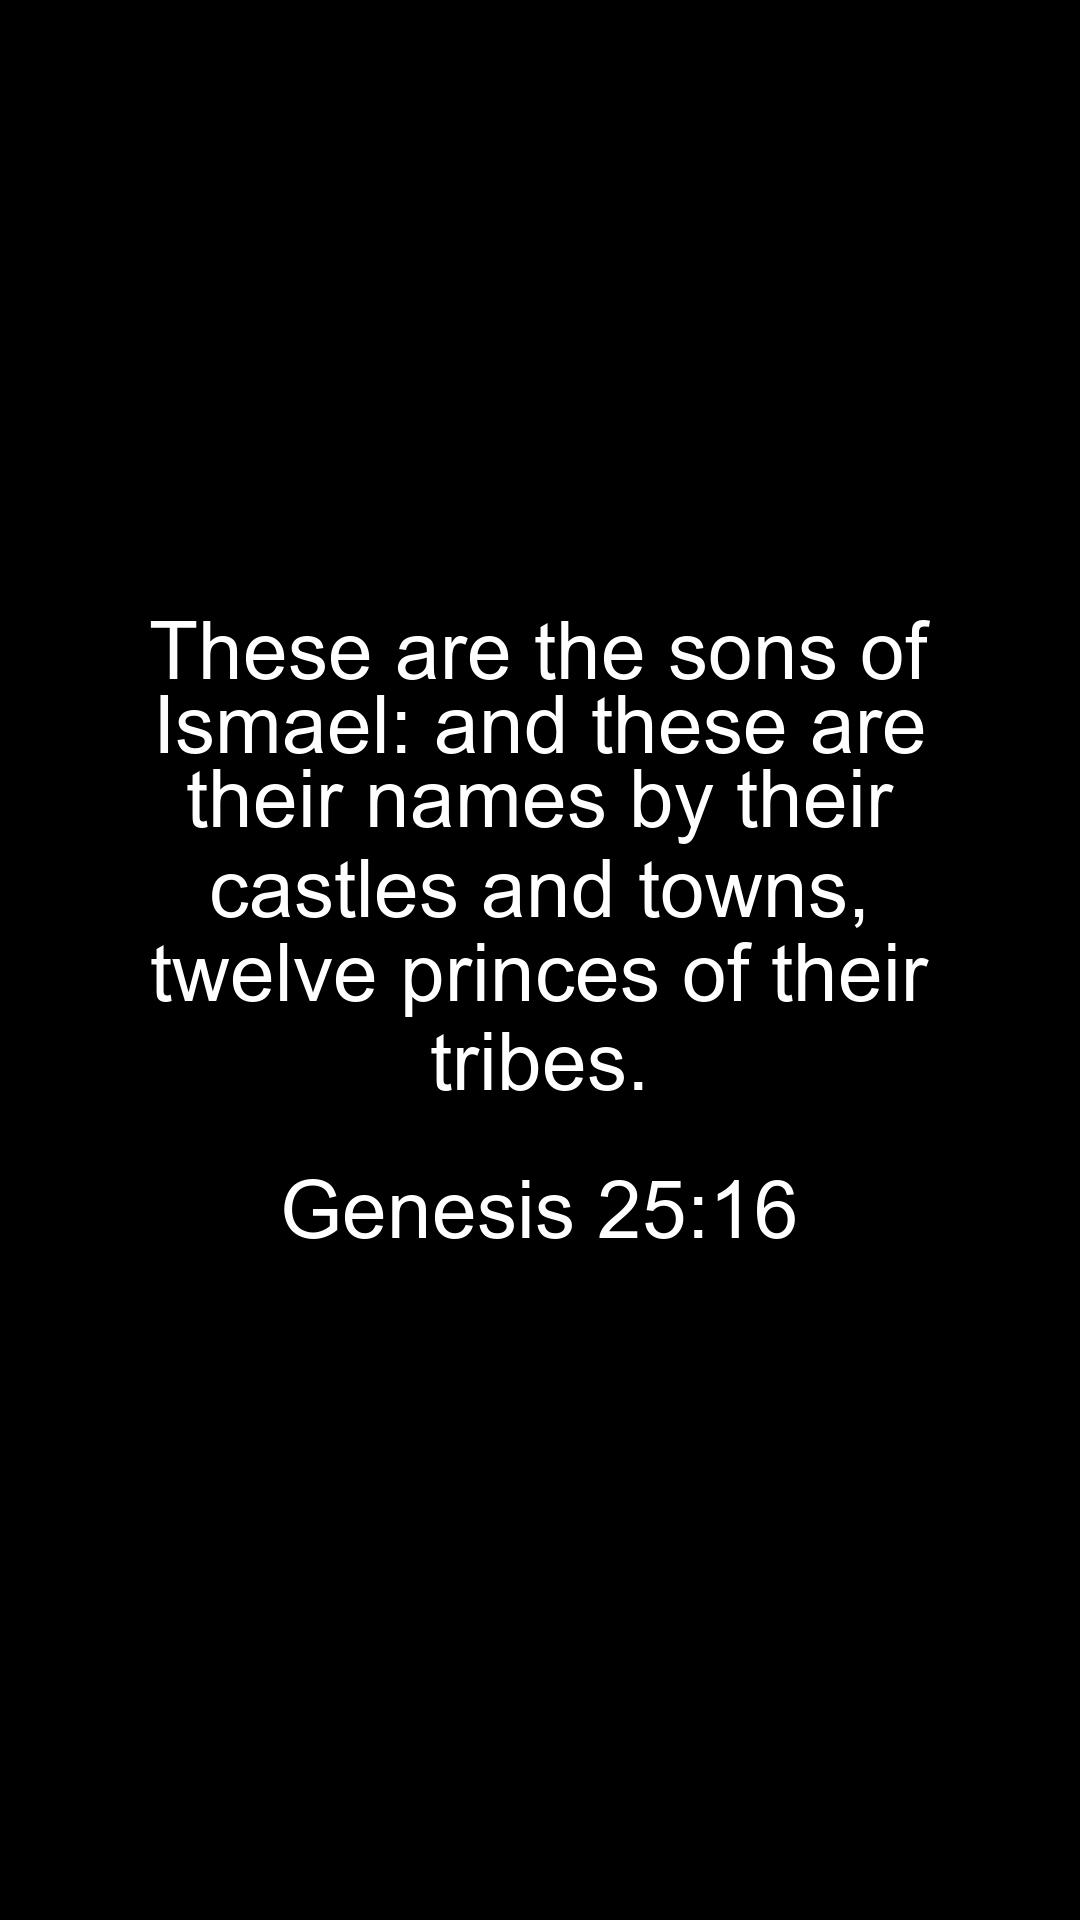 These are the sons of
Ismael: and these are
their names by their
castles and towns,
twelve princes of their
tribes.
Genesis 25:16